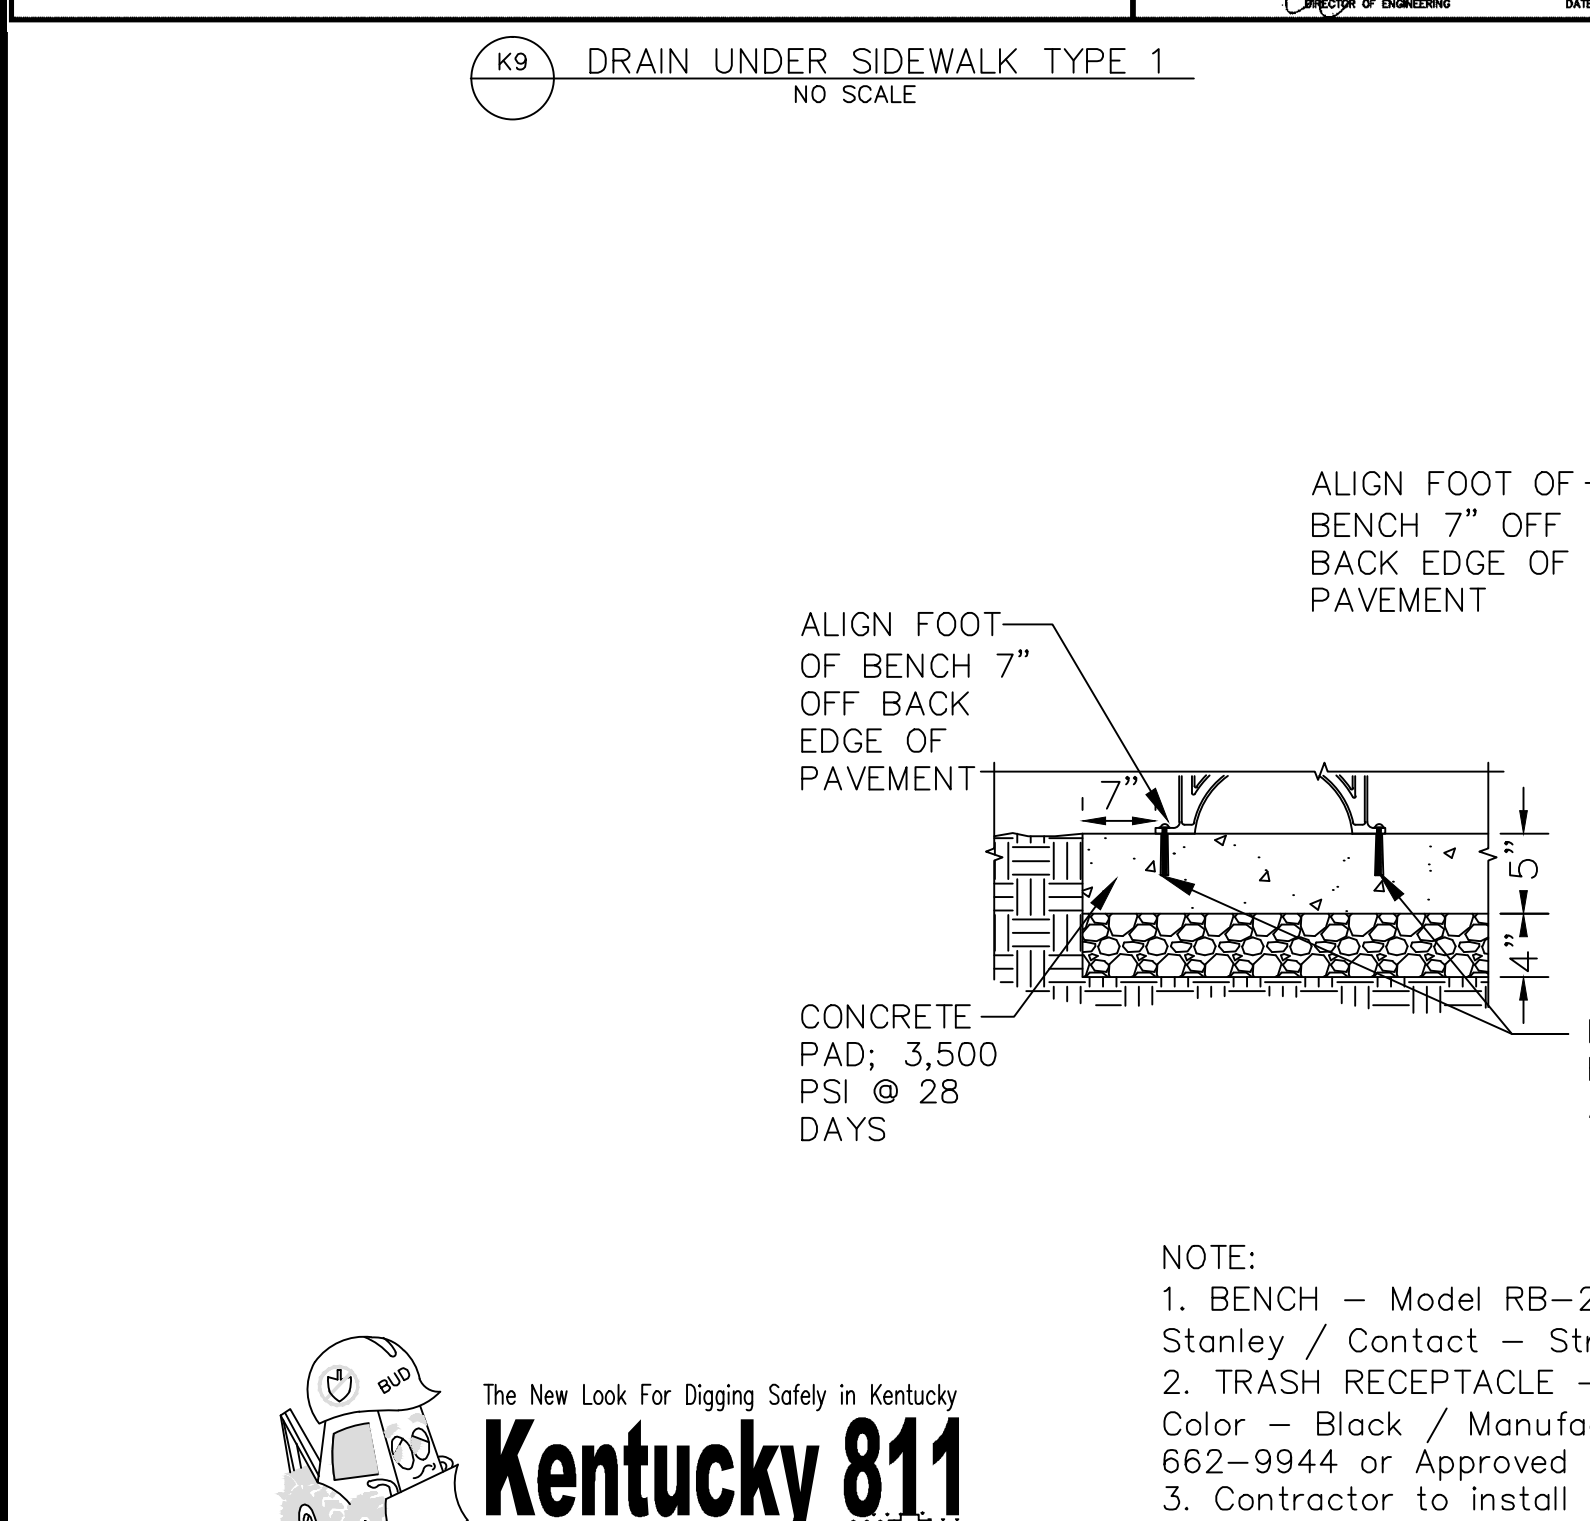 DIRECTOR OF ENGINEERING
DATE
K9
DRAIN UNDER SIDEWALK TYPE 1
NO SCALE
ALIGN FOOT OF
BENCH 7” OFF
BACK EDGE OF
PAVEMENT
ALIGN FOOT
OF BENCH 7”
OFF BACK
EDGE OF
PAVEMENT
7”
5”
4”
CONCRETE
PAD; 3,500
PSI @ 28
DAYS
NOTE:
1. BENCH – Model RB–2
Stanley / Contact – Str
2. TRASH RECEPTACLE –
Color – Black / Manufa
662–9944 or Approved
3. Contractor to install
BUD
The New Look For Digging Safely in Kentucky
Kentucky 811